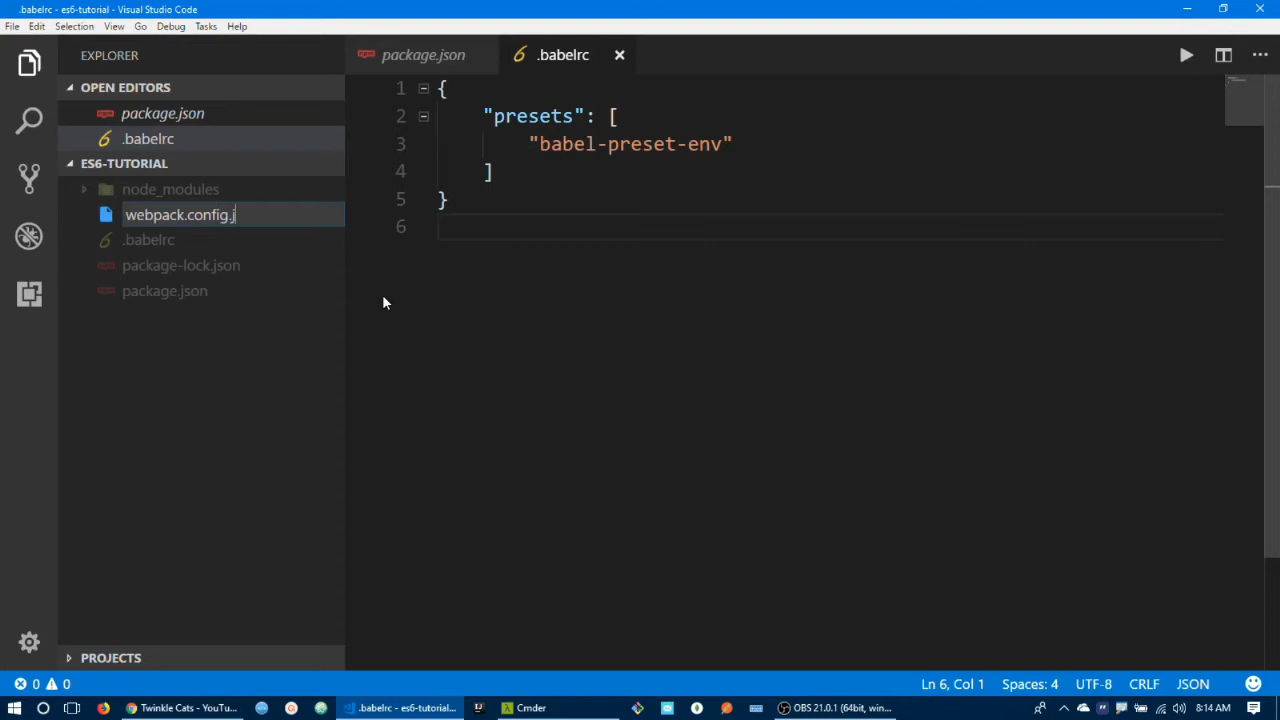 .babelrc - es6-tutorial - Visual Studio Code
File Edit Selection View Go Debug Tasks Help
EXPLORER
package.json
.babelrc
OPEN EDITORS
package.json
.babelrc
ES6-TUTORIAL
node_modules
webpack.config.j
.babelrc
package-lock.json
package.json
PROJECTS
1 {
2 "presets": [
3 "babel-preset-env"
4 ]
5 }
6
0 0
Ln 6, Col 1 Spaces: 4 UTF-8 CRLF JSON
Twinkle Cats - YouTu...
.babelrc - es6-tutorial...
Cmder
OBS 21.0.1 (64bit, win...
8:14 AM